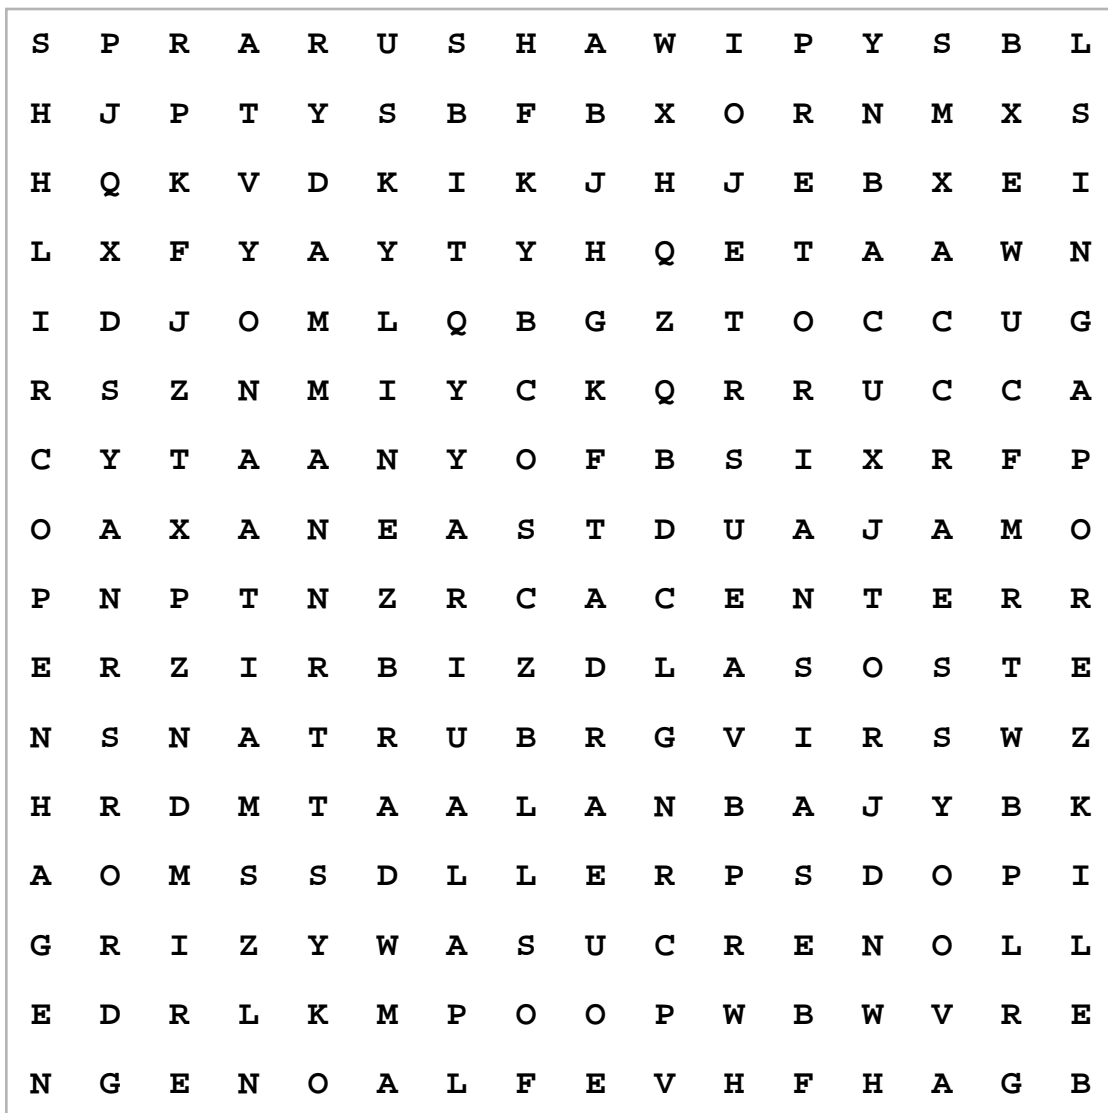 S P R A R U S H A W I P Y S B L
H J P T Y S B F B X O R N M X S
H Q K V D K I K J H J E B X E I
L X F Y A Y T Y H Q E T A A W N
I D J O M L Q B G Z T O C C U G
R S Z N M I Y C K Q R R U C C A
C Y T A A N Y O F B S I X R F P
O A X A N E A S T D U A J A M O
P N P T N Z R C A C E N T E R R
E R Z I R B I Z D L A S O S T E
N S N A T R U B R G V I R S W Z
H R D M T A A L A N B A J Y B K
A O M S S D L L E R P S D O P I
G R I Z Y W A S U C R E N O L L
E D R L K M P O O P W B W V R E
N G E N O A L F E V H F H A G B